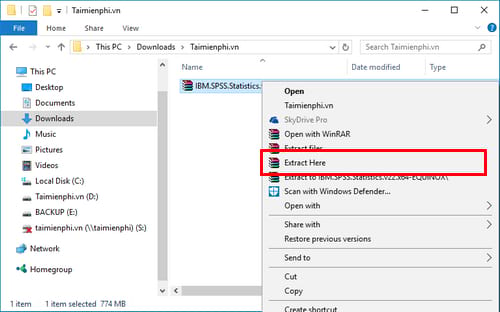 Taimienphi.vn
File
Home
Share
View
This PC > Downloads > Taimienphi.vn
Search Taimienphi.vn
Name
Date modified
Type
This PC
Desktop
Documents
Downloads
Music
Pictures
Videos
Local Disk (C:)
Taimienphi.vn (D:)
BACKUP (E:)
taimienphi.vn (\\taimienphi) (S:)
Network
Homegroup
IBM.SPSS.Statistics.
Open
Taimienphi.vn
SkyDrive Pro
Open with WinRAR
Extract files...
Extract Here
Extract to IBM.SPSS.Statistics.v22.x64-EQUINOX\
Scan with Windows Defender...
Open with
Share with
Restore previous versions
Send to
Cut
Copy
Create shortcut
1 item
1 item selected 774 MB